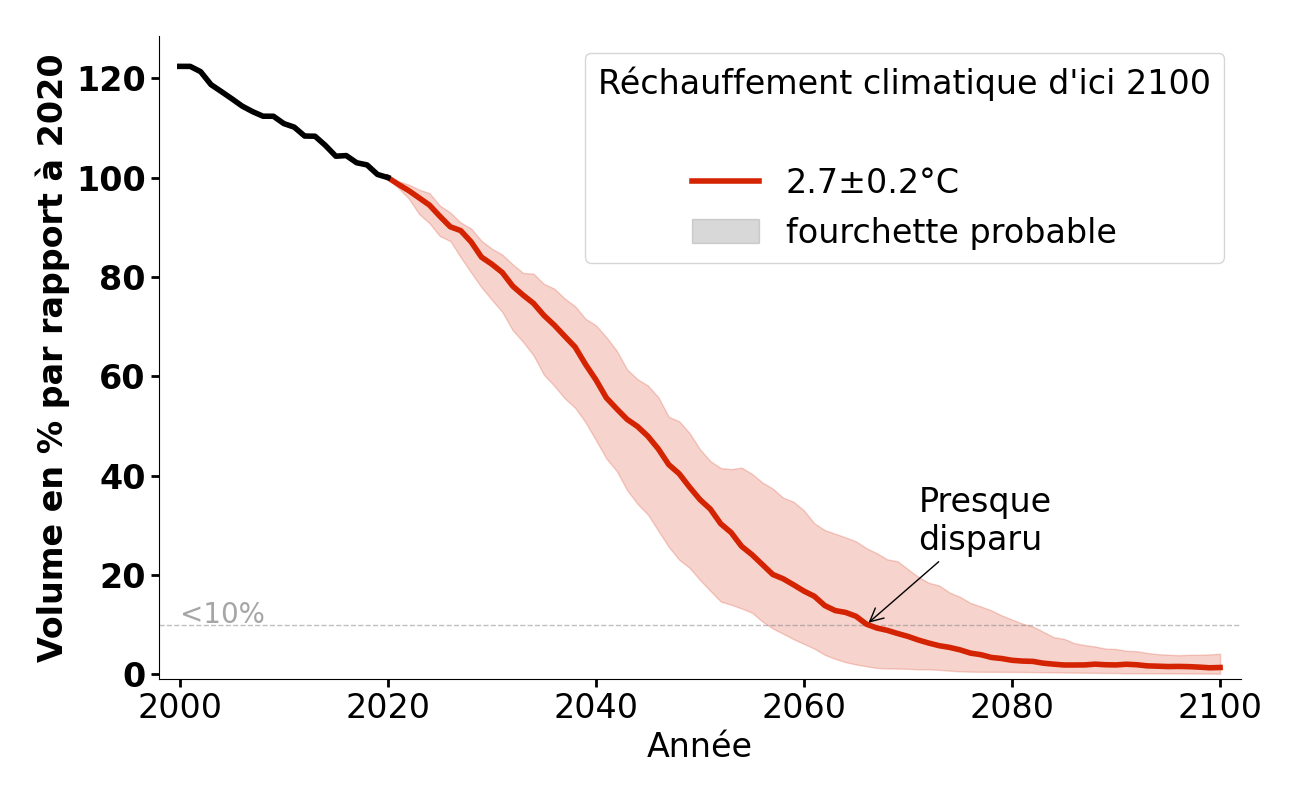 Volume en % par rapport à 2020
120
100
80
60
40
20
0
Réchauffement climatique d'ici 2100
2.7±0.2°C
fourchette probable
Presque
disparu
<10%
2000 2020 2040 2060 2080 2100
Année